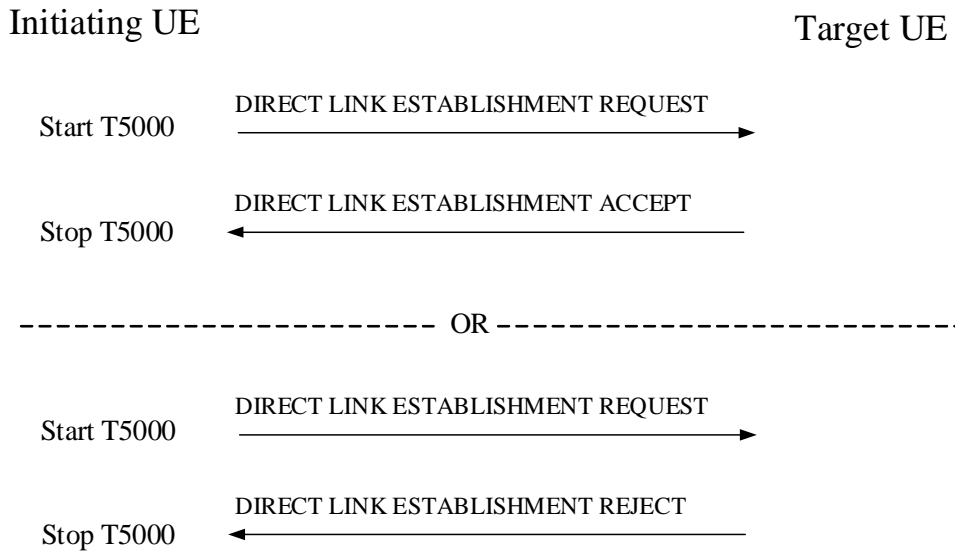 Initiating UE
Target UE
DIRECT LINK ESTABLISHMENT REQUEST
Start T5000
DIRECT LINK ESTABLISHMENT ACCEPT
Stop T5000
OR
DIRECT LINK ESTABLISHMENT REQUEST
Start T5000
DIRECT LINK ESTABLISHMENT REJECT
Stop T5000